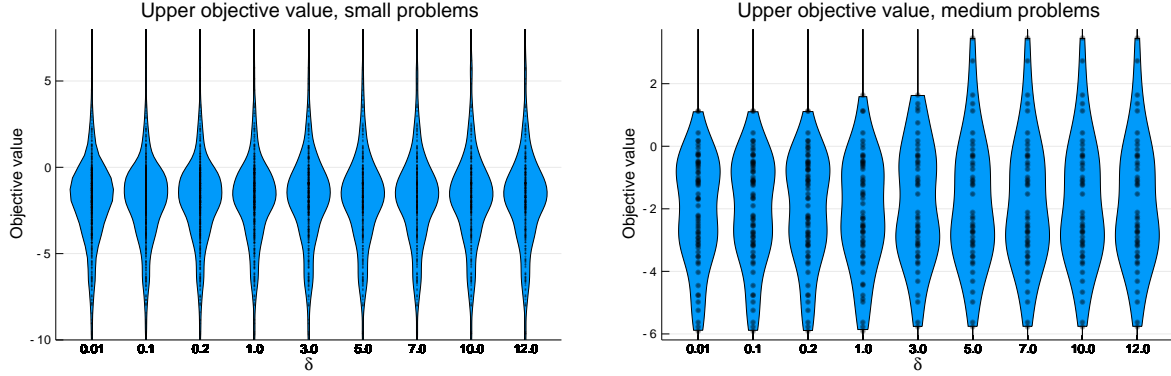 Upper objective value, small problems
Objective value
5
0
- 5
- 10
0.01 0.1 0.2 1.0 3.0 5.0 7.0 10.0 12.0
δ
Upper objective value, medium problems
Objective value
2
0
- 2
- 4
- 6
0.01 0.1 0.2 1.0 3.0 5.0 7.0 10.0 12.0
δ